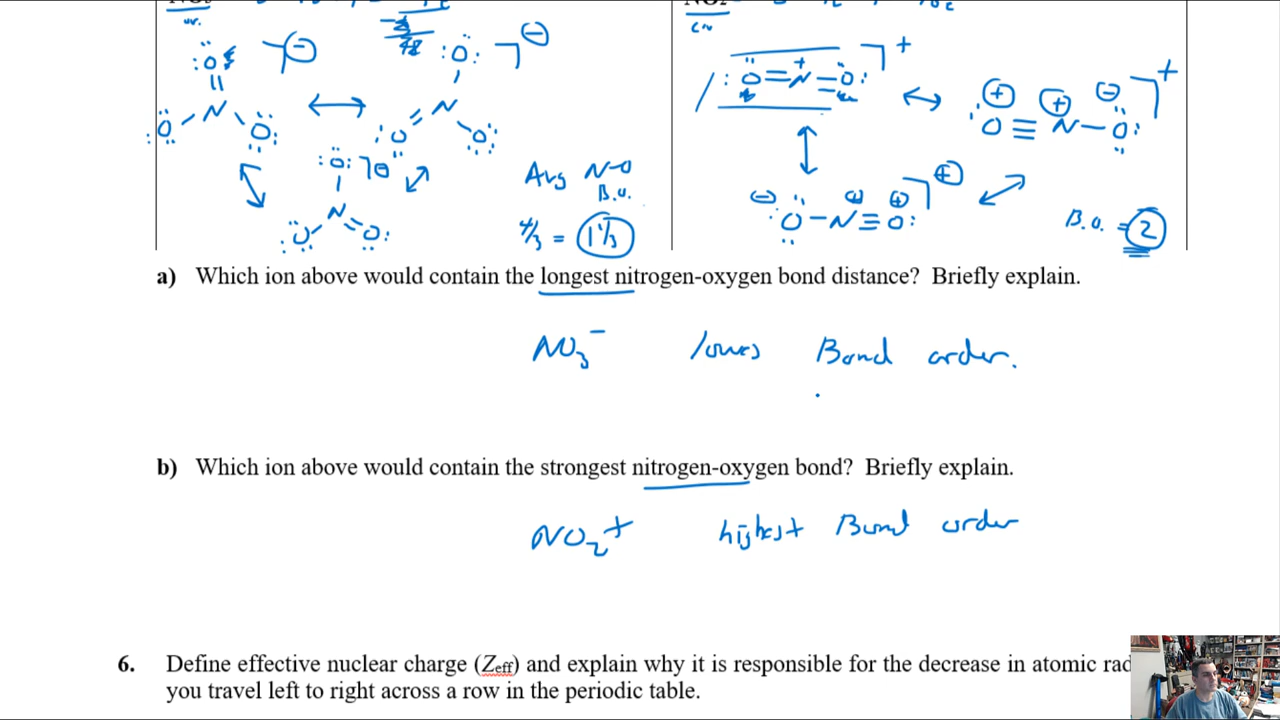 Avg N-O
B.O.
4/3 = 1 1/3
B.O. = 2
a) Which ion above would contain the longest nitrogen-oxygen bond distance? Briefly explain.
NO₃⁻ lowes Bond order.
b) Which ion above would contain the strongest nitrogen-oxygen bond? Briefly explain.
NO₂+ highest Bond order
6. Define effective nuclear charge (Zeff) and explain why it is responsible for the decrease in atomic rad
you travel left to right across a row in the periodic table.